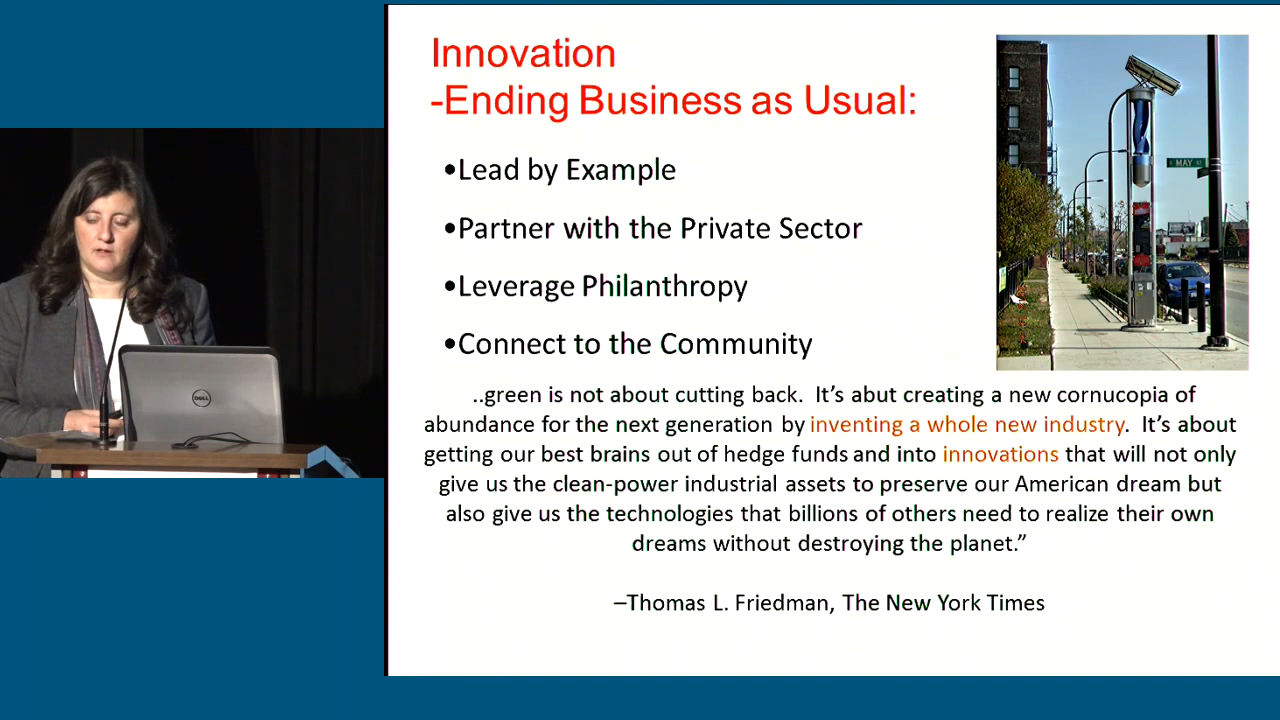 Innovation
-Ending Business as Usual:
•Lead by Example
•Partner with the Private Sector
•Leverage Philanthropy
•Connect to the Community
..green is not about cutting back. It’s abut creating a new cornucopia of
abundance for the next generation by inventing a whole new industry. It’s about
getting our best brains out of hedge funds and into innovations that will not only
give us the clean-power industrial assets to preserve our American dream but
also give us the technologies that billions of others need to realize their own
dreams without destroying the planet.”
–Thomas L. Friedman, The New York Times
MAY
DELL